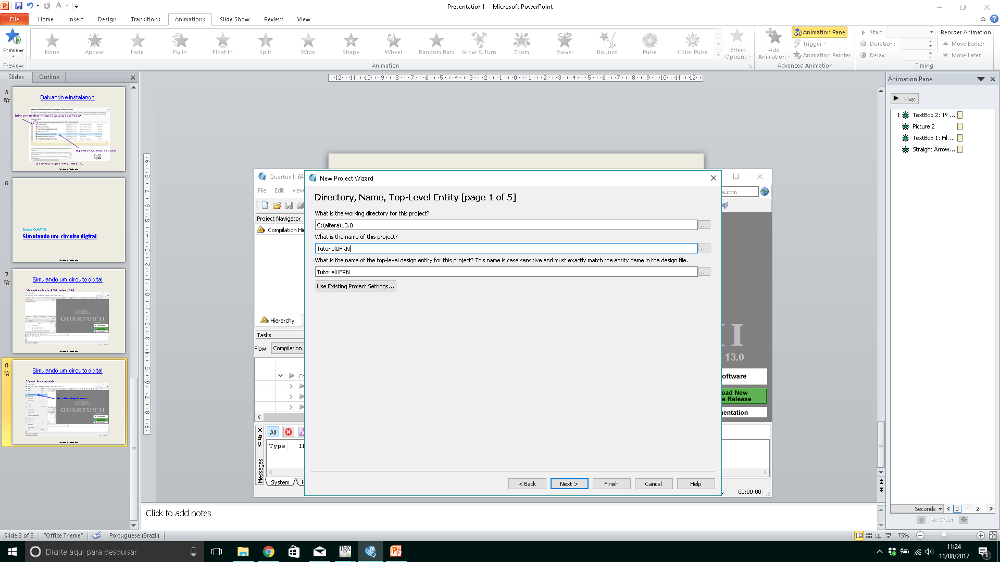 Presentation1 - Microsoft PowerPoint
File Home Insert Design Transitions Animations Slide Show Review View
Preview
None Appear Fade Fly In Float In Split Wipe Shape Wheel Random Bars Grow & Turn Zoom Swivel Bounce Pulse Color Pulse
Effect Options
Add Animation
Animation Pane
Trigger
Animation Painter
Start:
Duration:
Delay:
Reorder Animation
Move Earlier
Move Later
Preview Animation Advanced Animation Timing
Slides Outline
5
Baixando e Instalando
6
Tutorial QUARTUS
Simulando um circuito digital
7
Simulando um circuito digital
QUARTUS II
8
Simulando um circuito digital
QUARTUS II
Quartus II 64
File Edit View
Project Navigator
Compilation Hie
Hierarchy
Tasks
Flow: Compilation
All
Type
Messages
System
a.com
II
13.0
oftware
oad New
e Release
entation
00:00:00
New Project Wizard
Directory, Name, Top-Level Entity [page 1 of 5]
What is the working directory for this project?
C:\altera\13.0
...
What is the name of this project?
TutorialUFRN
...
What is the name of the top-level design entity for this project? This name is case sensitive and must exactly match the entity name in the design file.
TutorialUFRN
...
Use Existing Project Settings...
< Back Next > Finish Cancel Help
Animation Pane
Play
1 TextBox 2: 1º ...
Picture 2
TextBox 1: Fil...
Straight Arrow...
Seconds 0 2
Re-Order
Click to add notes
Slide 8 of 8 "Office Theme" Portuguese (Brazil) 75%
Digite aqui para pesquisar
11:24
11/08/2017